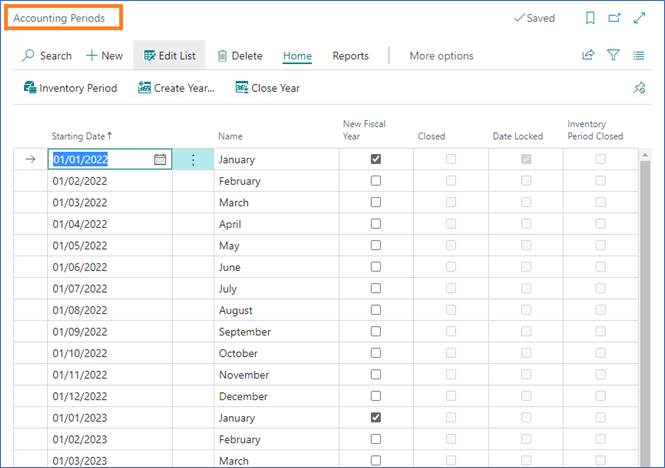 Accounting Periods
Saved
Search + New Edit List Delete Home Reports More options
Inventory Period Create Year... Close Year
Starting Date ↑ Name New Fiscal Year Closed Date Locked Inventory Period Closed
01/01/2022 January
01/02/2022 February
01/03/2022 March
01/04/2022 April
01/05/2022 May
01/06/2022 June
01/07/2022 July
01/08/2022 August
01/09/2022 September
01/10/2022 October
01/11/2022 November
01/12/2022 December
01/01/2023 January
01/02/2023 February
01/03/2023 March